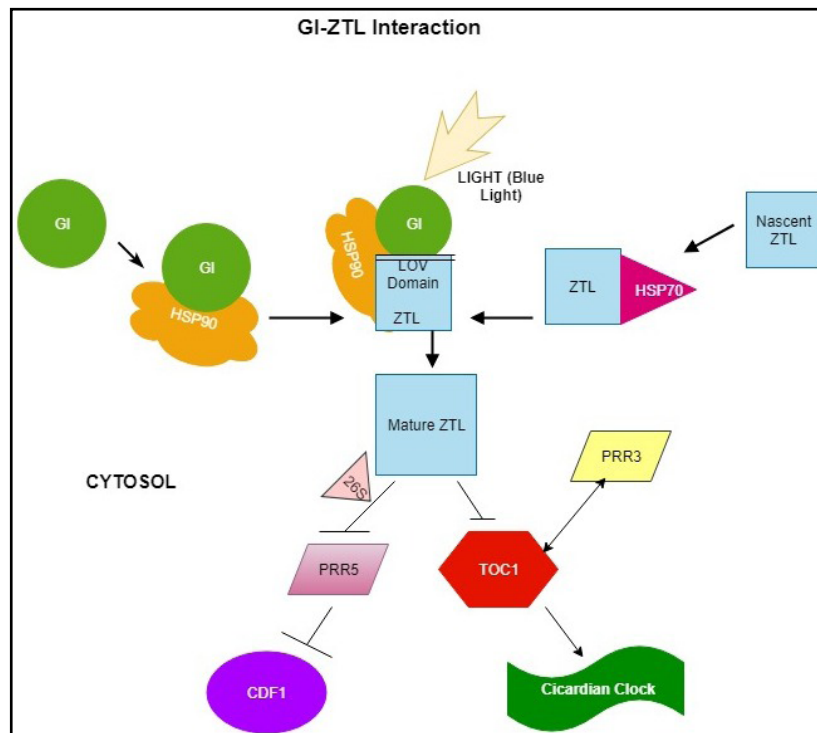 GI-ZTL Interaction
LIGHT (Blue
Light)
GI
GI
HSP90
GI
HSP90
LOV
Domain
ZTL
ZTL
HSP70
Nascent
ZTL
Mature ZTL
CYTOSOL
26S
PRR3
PRR5
TOC1
CDF1
Cicardian Clock